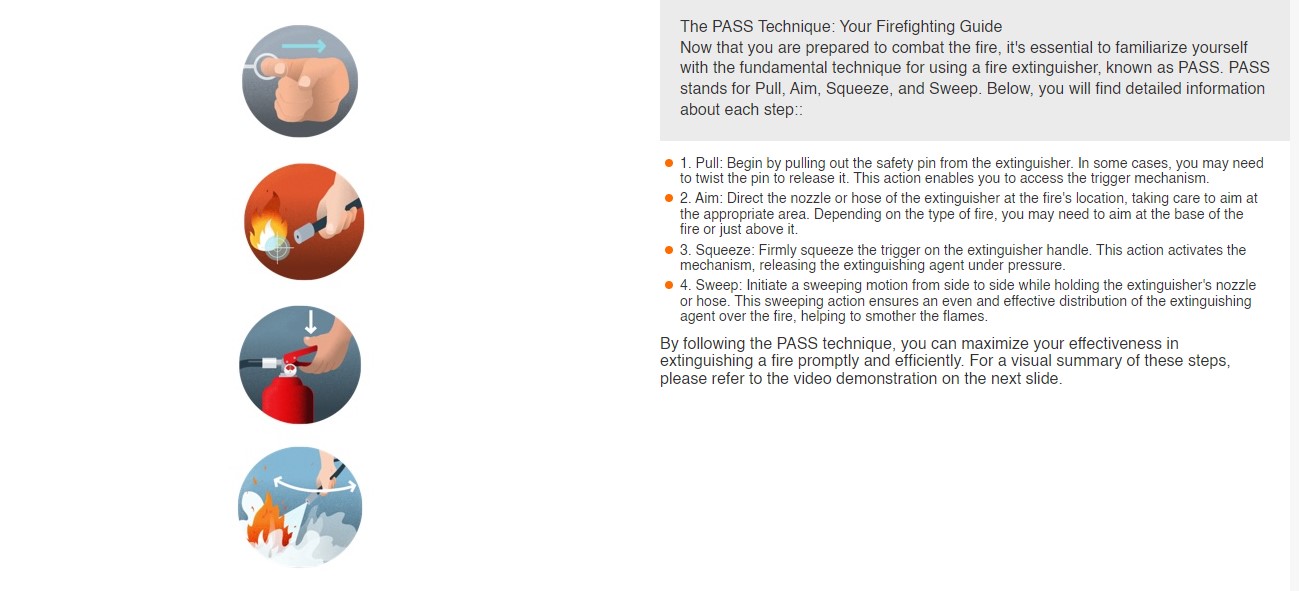 The PASS Technique: Your Firefighting Guide
Now that you are prepared to combat the fire, it's essential to familiarize yourself
with the fundamental technique for using a fire extinguisher, known as PASS. PASS
stands for Pull, Aim, Squeeze, and Sweep. Below, you will find detailed information
about each step::
1. Pull: Begin by pulling out the safety pin from the extinguisher. In some cases, you may need
to twist the pin to release it. This action enables you to access the trigger mechanism.
2. Aim: Direct the nozzle or hose of the extinguisher at the fire's location, taking care to aim at
the appropriate area. Depending on the type of fire, you may need to aim at the base of the
fire or just above it.
3. Squeeze: Firmly squeeze the trigger on the extinguisher handle. This action activates the
mechanism, releasing the extinguishing agent under pressure.
4. Sweep: Initiate a sweeping motion from side to side while holding the extinguisher's nozzle
or hose. This sweeping action ensures an even and effective distribution of the extinguishing
agent over the fire, helping to smother the flames.
By following the PASS technique, you can maximize your effectiveness in
extinguishing a fire promptly and efficiently. For a visual summary of these steps,
please refer to the video demonstration on the next slide.